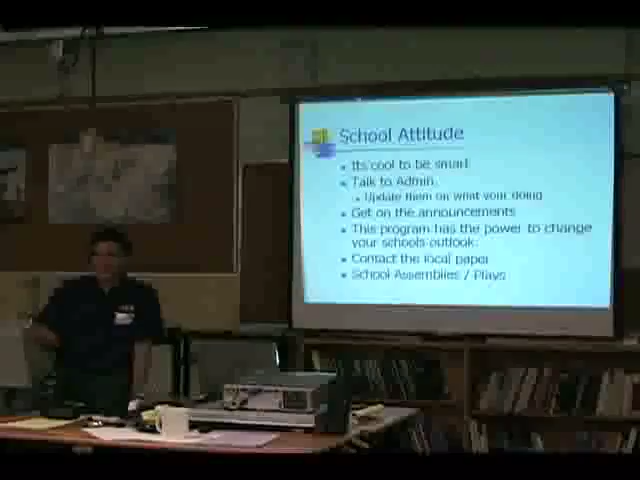 School Attitude
Its cool to be smart
Talk to Admin.
Update them on what your doing
Get on the announcements
This program has the power to change
your schools outlook.
Contact the local paper
School Assemblies / Plays